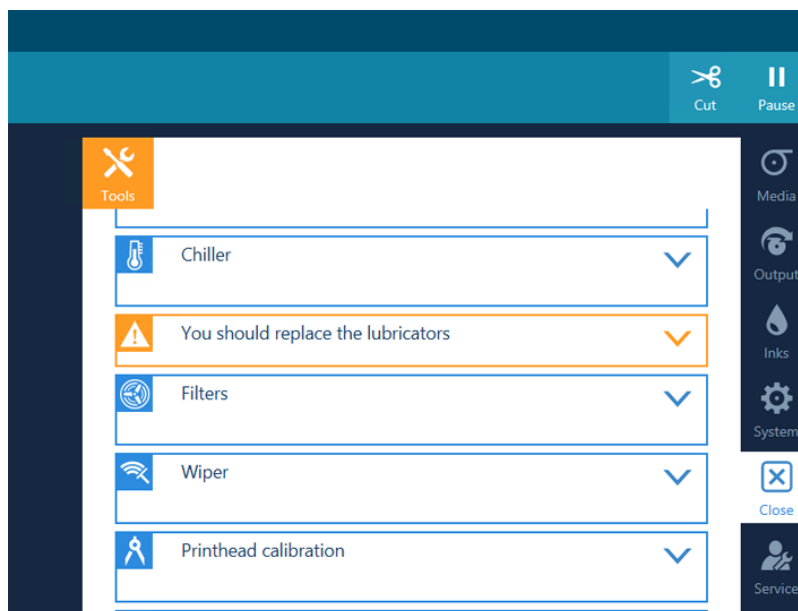 Cut
Pause
Tools
Media
Chiller
Output
You should replace the lubricators
Inks
Filters
System
Wiper
Close
Printhead calibration
Service